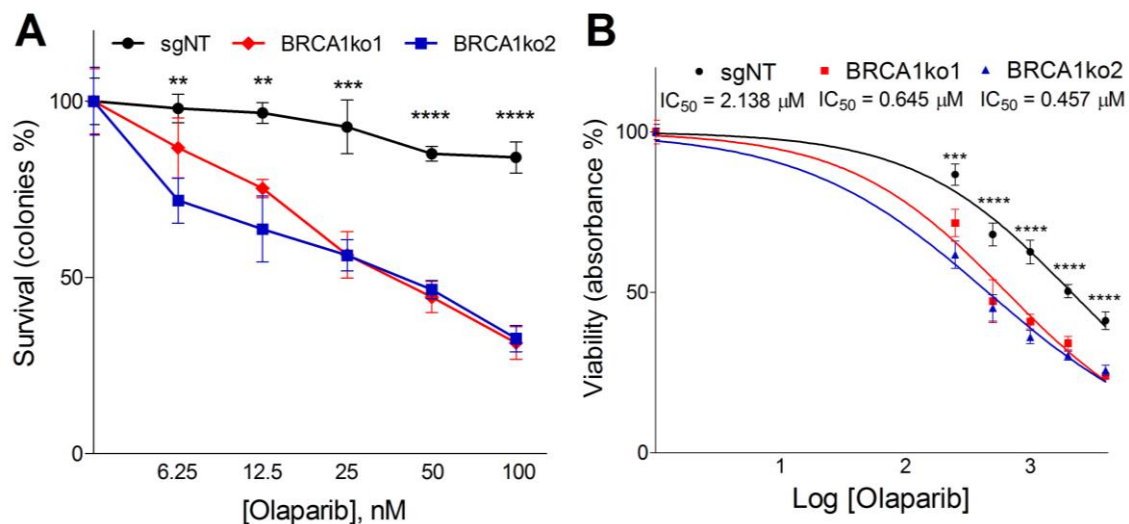 A
sgNT BRCA1ko1 BRCA1ko2
** ** *** **** ****
100
50
0
Survival (colonies %)
6.25 12.5 25 50 100
[Olaparib], nM
B
sgNT BRCA1ko1 BRCA1ko2
IC50 = 2.138 μM IC50 = 0.645 μM IC50 = 0.457 μM
100
50
0
*** **** **** **** ****
Viability (absorbance %)
1 2 3
Log [Olaparib]